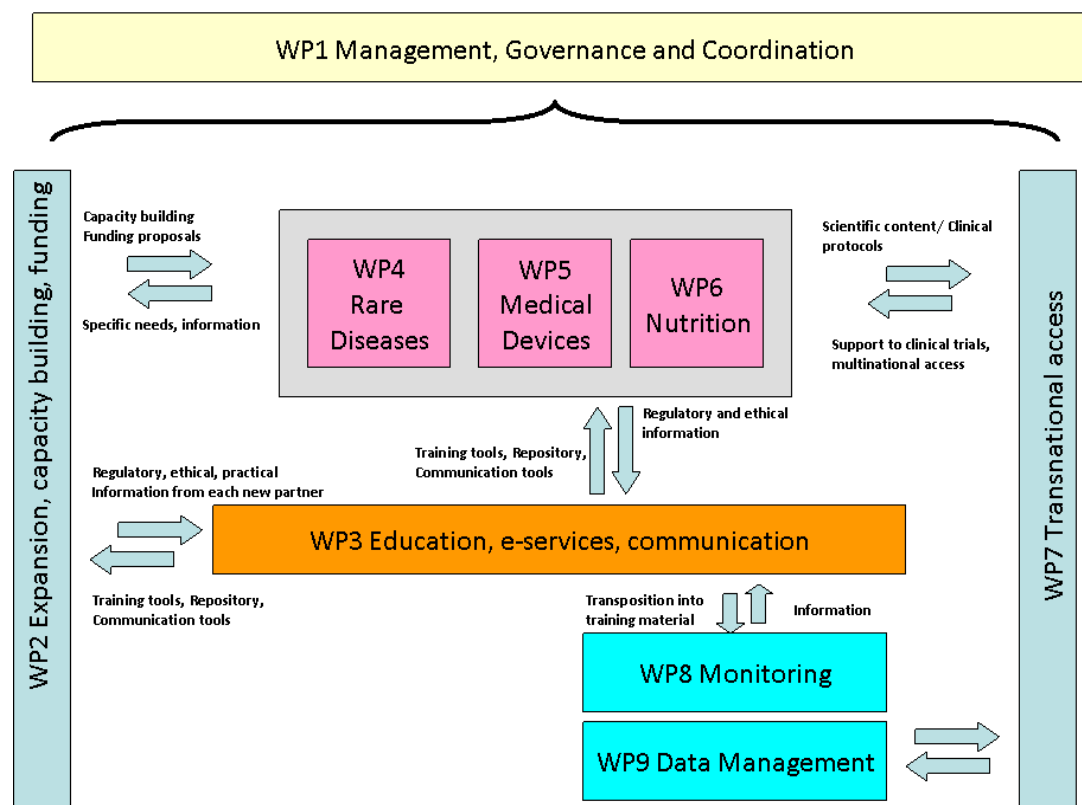 WP1 Management, Governance and Coordination
WP2 Expansion, capacity building, funding
Capacity building
Funding proposals
Specific needs, information
WP4
Rare
Diseases
WP5
Medical
Devices
WP6
Nutrition
Scientific content/ Clinical
protocols
Support to clinical trials,
multinational access
WP7 Transnational access
Training tools, Repository,
Communication tools
Regulatory and ethical
information
Regulatory, ethical, practical
Information from each new partner
WP3 Education, e-services, communication
Training tools, Repository,
Communication tools
Transposition into
training material
Information
WP8 Monitoring
WP9 Data Management